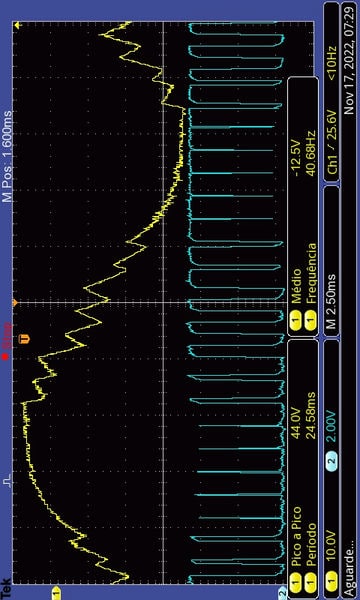 Tek Stop M Pos: 1.600ms
T
1
2
1 Pico a Pico 44.0V 1 Médio -12.5V
1 Período 24.58ms 1 Frequência 40.68Hz
1 10.0V 2 2.00V M 2.50ms Ch1 25.6V <10Hz
Aguarde... Nov 17, 2022, 07:29